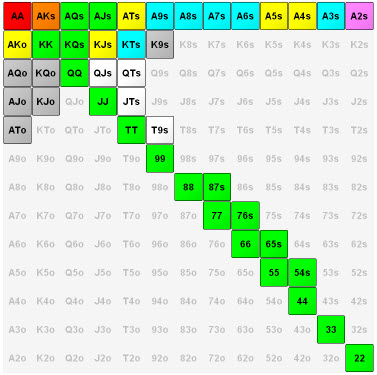 AA AKs AQs AJs ATs A9s A8s A7s A6s A5s A4s A3s A2s
AKo KK KQs KJs KTs K9s K8s K7s K6s K5s K4s K3s K2s
AQo KQo QQ QJs QTs Q9s Q8s Q7s Q6s Q5s Q4s Q3s Q2s
AJo KJo QJo JJ JTs J9s J8s J7s J6s J5s J4s J3s J2s
ATo KTo QTo JTo TT T9s T8s T7s T6s T5s T4s T3s T2s
A9o K9o Q9o J9o T9o 99 98s 97s 96s 95s 94s 93s 92s
A8o K8o Q8o J8o T8o 98o 88 87s 86s 85s 84s 83s 82s
A7o K7o Q7o J7o T7o 97o 87o 77 76s 75s 74s 73s 72s
A6o K6o Q6o J6o T6o 96o 86o 76o 66 65s 64s 63s 62s
A5o K5o Q5o J5o T5o 95o 85o 75o 65o 55 54s 53s 52s
A4o K4o Q4o J4o T4o 94o 84o 74o 64o 54o 44 43s 42s
A3o K3o Q3o J3o T3o 93o 83o 73o 63o 53o 43o 33 32s
A2o K2o Q2o J2o T2o 92o 82o 72o 62o 52o 42o 32o 22